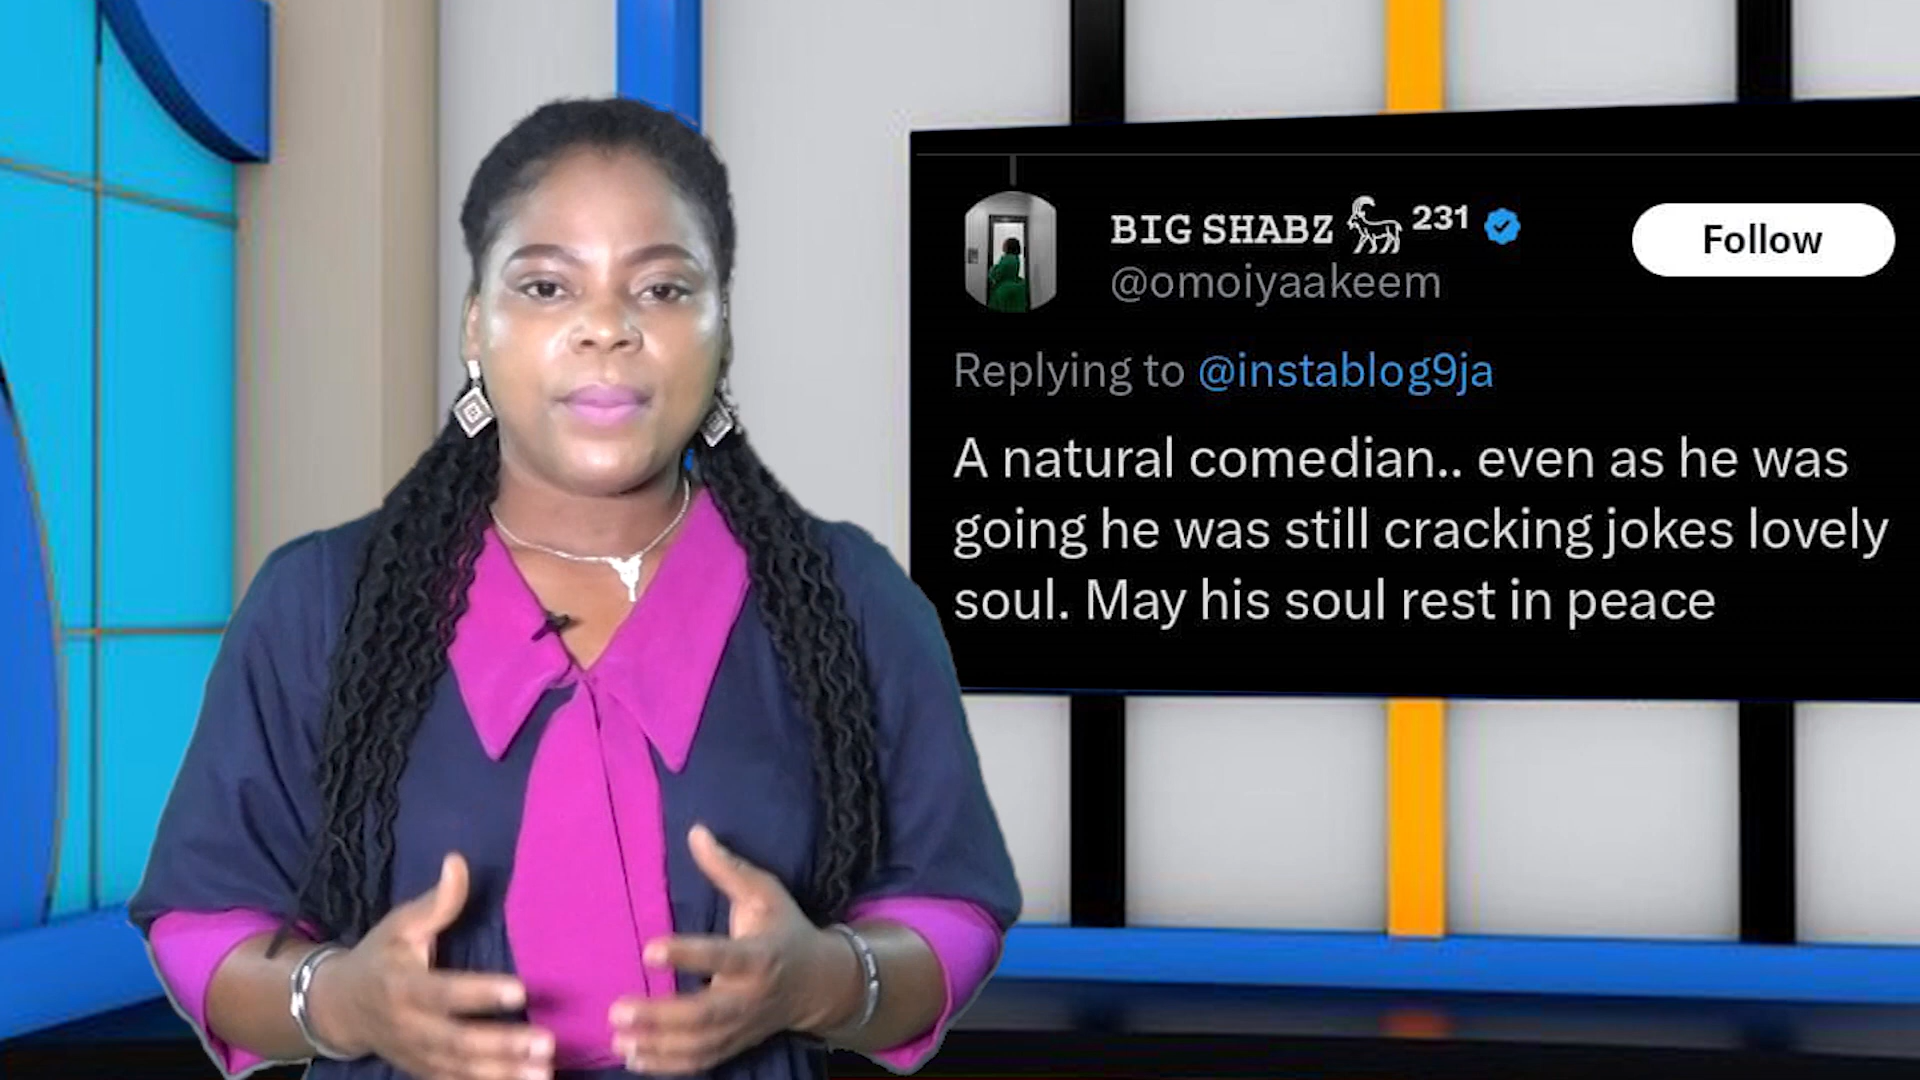 BIG SHABZ 231
Follow
@omoiyaakeem
Replying to @instablog9ja
A natural comedian.. even as he was
going he was still cracking jokes lovely
soul. May his soul rest in peace